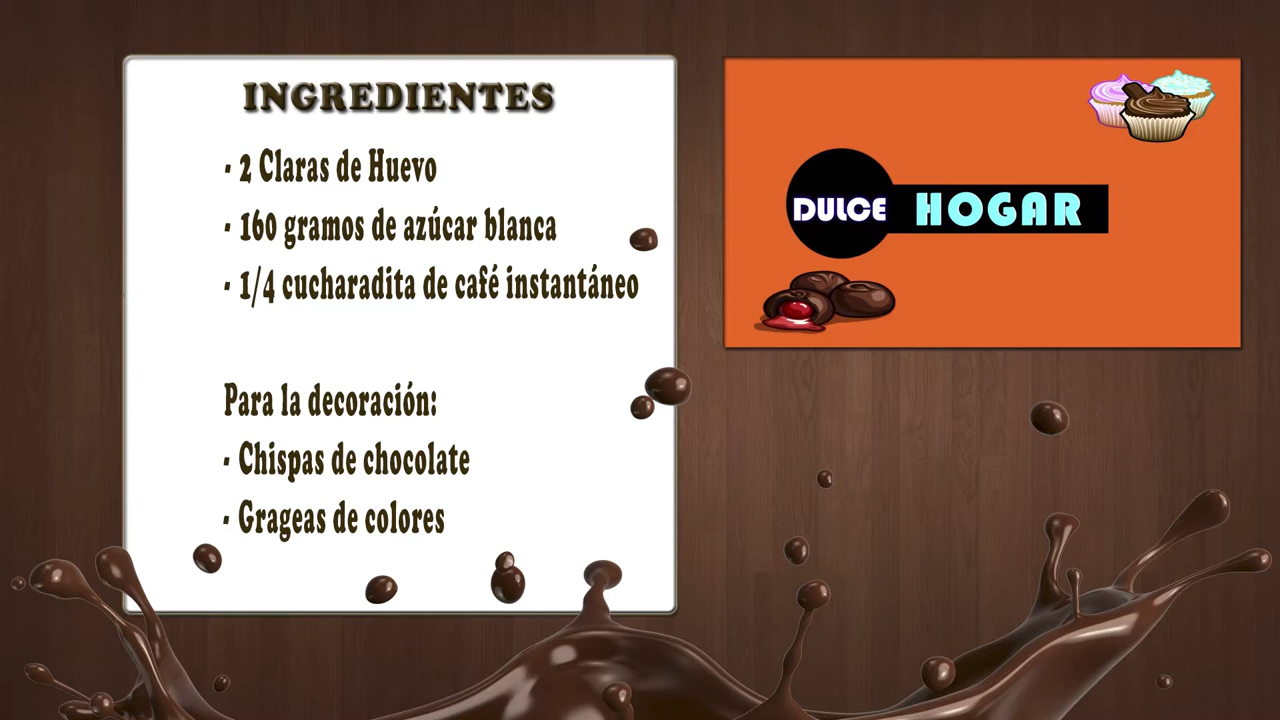 INGREDIENTES
· 2 Claras de Huevo
· 160 gramos de azúcar blanca
· 1/4 cucharadita de café instantáneo
Para la decoración:
· Chispas de chocolate
· Grageas de colores
DULCE HOGAR